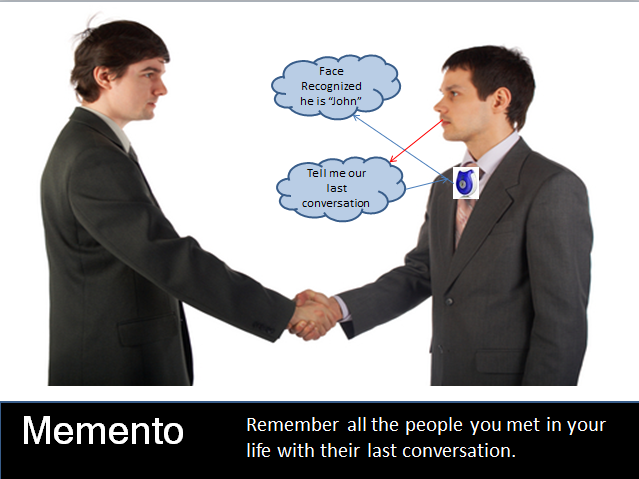 Face
Recognized
he is “John”
Tell me our
last
conversation
Memento
Remember all the people you met in your
life with their last conversation.